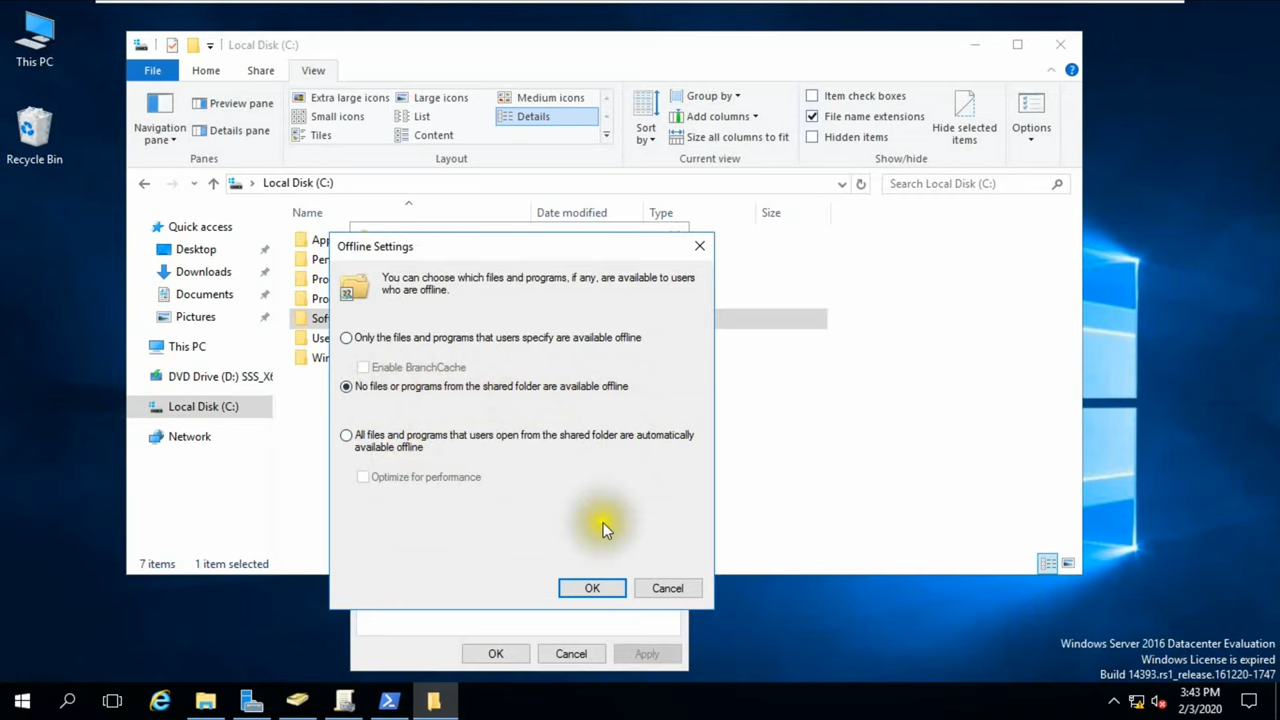 This PC
Recycle Bin
Local Disk (C:)
File
Home
Share
View
Navigation
pane
Preview pane
Details pane
Panes
Extra large icons
Large icons
Medium icons
Small icons
List
Details
Tiles
Content
Layout
Sort
by
Group by
Add columns
Size all columns to fit
Current view
Item check boxes
File name extensions
Hidden items
Hide selected
items
Show/hide
Options
Local Disk (C:)
Search Local Disk (C:)
Name
Date modified
Type
Size
Quick access
Desktop
Downloads
Documents
Pictures
This PC
DVD Drive (D:) SSS_X6
Local Disk (C:)
Network
App
Per
Pro
Pro
Sof
Use
Win
Offline Settings
You can choose which files and programs, if any, are available to users
who are offline.
Only the files and programs that users specify are available offline
Enable BranchCache
No files or programs from the shared folder are available offline
All files and programs that users open from the shared folder are automatically
available offline
Optimize for performance
OK
Cancel
7 items
1 item selected
OK
Cancel
Apply
Windows Server 2016 Datacenter Evaluation
Windows License is expired
Build 14393.rs1_release.161220-1747
3:43 PM
2/3/2020